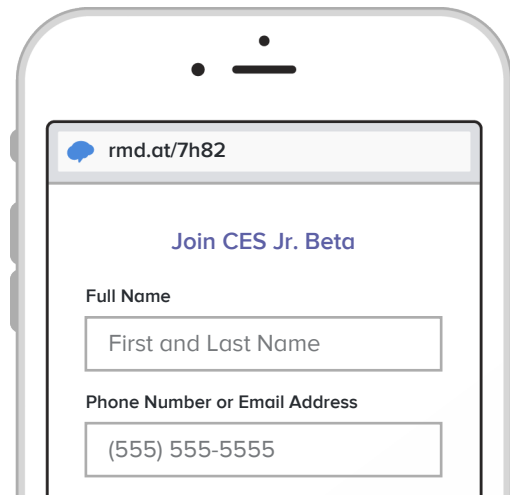 rmd.at/7h82
Join CES Jr. Beta
Full Name
First and Last Name
Phone Number or Email Address
(555) 555-5555